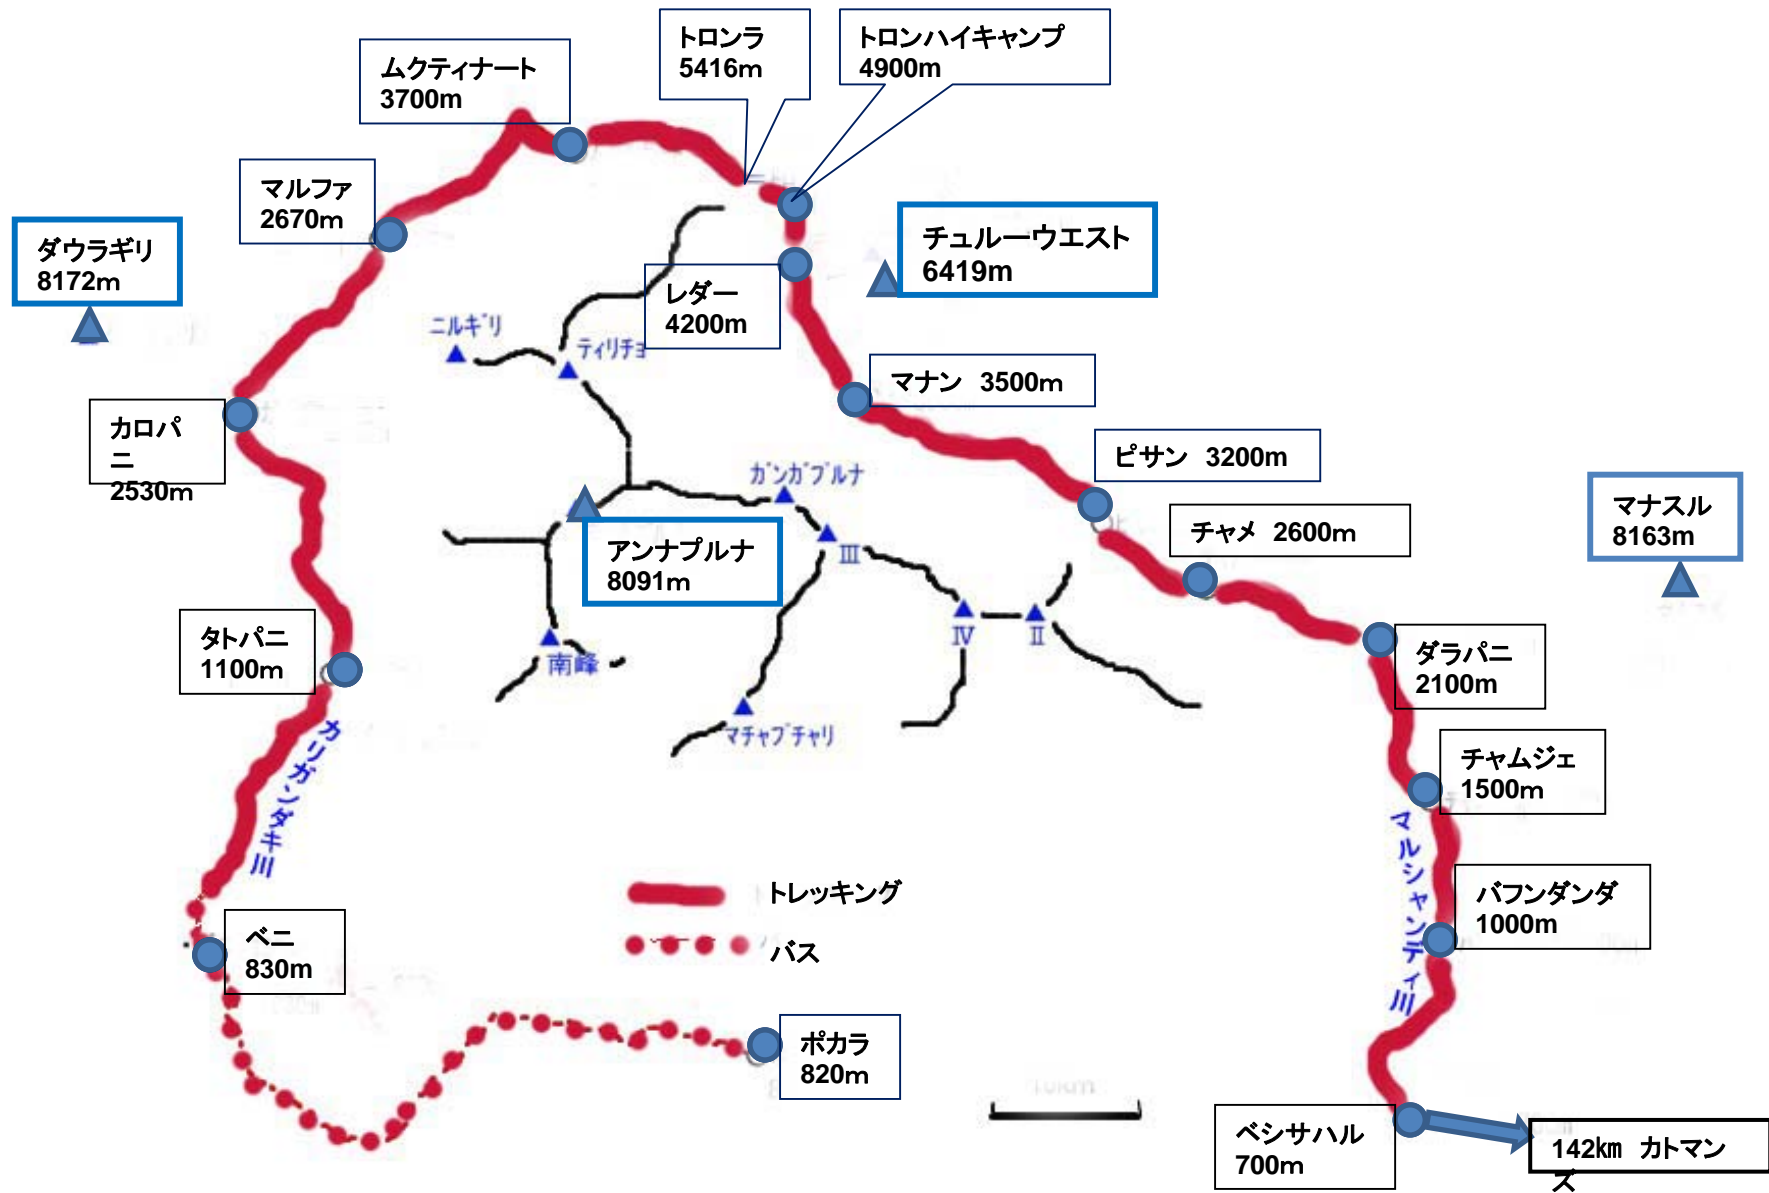 トロンラ
5416m
トロンハイキャンプ
4900m
ムクティナート
3700m
マルファ
2670m
ダウラギリ
8172m
チュルーウエスト
6419m
レダー
4200m
ニルギリ
ティリチョ
マナン 3500m
カロパ
ニ
2530m
ピサン 3200m
ガンガプルナ
マナスル
8163m
チャメ 2600m
アンナプルナ
8091m
Ⅲ
タトパニ
1100m
南峰
Ⅳ
Ⅱ
ダラパニ
2100m
マチャプチャリ
カリガンダキ川
チャムジェ
1500m
マルシャンディ川
トレッキング
バス
バフンダンダ
1000m
ベニ
830m
ポカラ
820m
10km
ベシサハル
700m
142㎞ カトマン
ズ